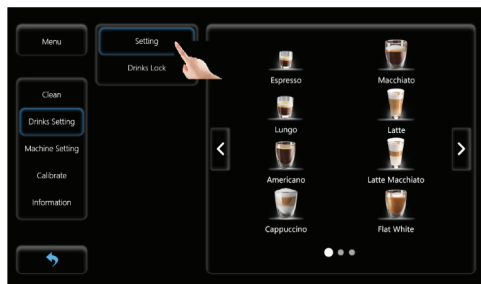 Menu
Clean
Drinks Setting
Machine Setting
Calibrate
Information
Setting
Drinks Lock
Espresso
Macchiato
Lungo
Latte
Americano
Latte Macchiato
Cappuccino
Flat White